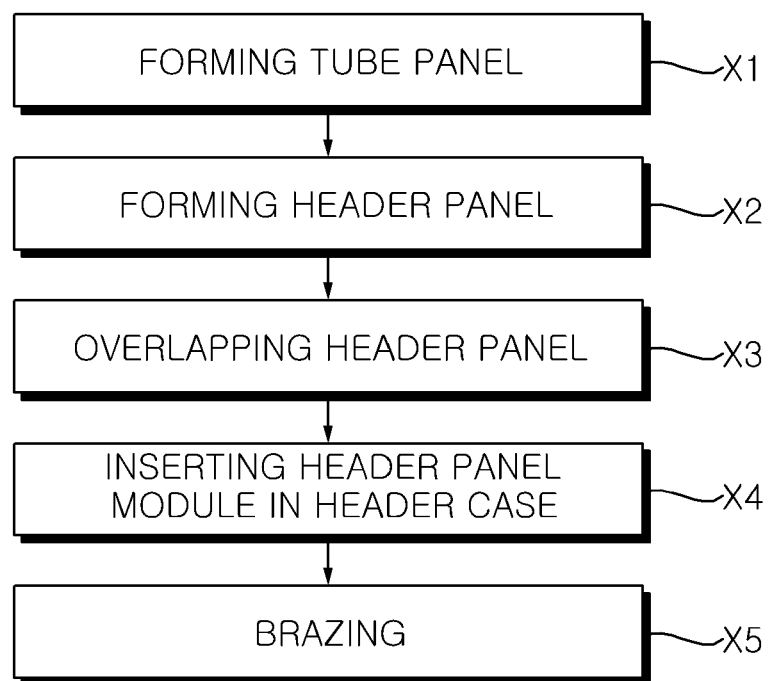 FORMING TUBE PANEL
X1
FORMING HEADER PANEL
X2
OVERLAPPING HEADER PANEL
X3
INSERTING HEADER PANEL
MODULE IN HEADER CASE
X4
BRAZING
X5